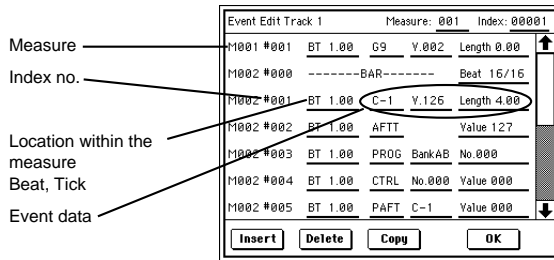 Event Edit Track 1 Measure: 001 Index: 00001
Measure
M001 #001 BT 1.00 G9 V.002 Length 0.00
Index no.
M002 #000 -------BAR------- Beat 16/16
M002 #001 BT 1.00 C-1 V.126 Length 4.00
Location within the
measure
Beat, Tick
M002 #002 BT 1.00 AFTT Value 127
M002 #003 BT 1.00 PROG BankAB No.000
M002 #004 BT 1.00 CTRL No.000 Value 000
Event data
M002 #005 BT 1.00 PAFT C-1 Value 000
Insert Delete Copy OK